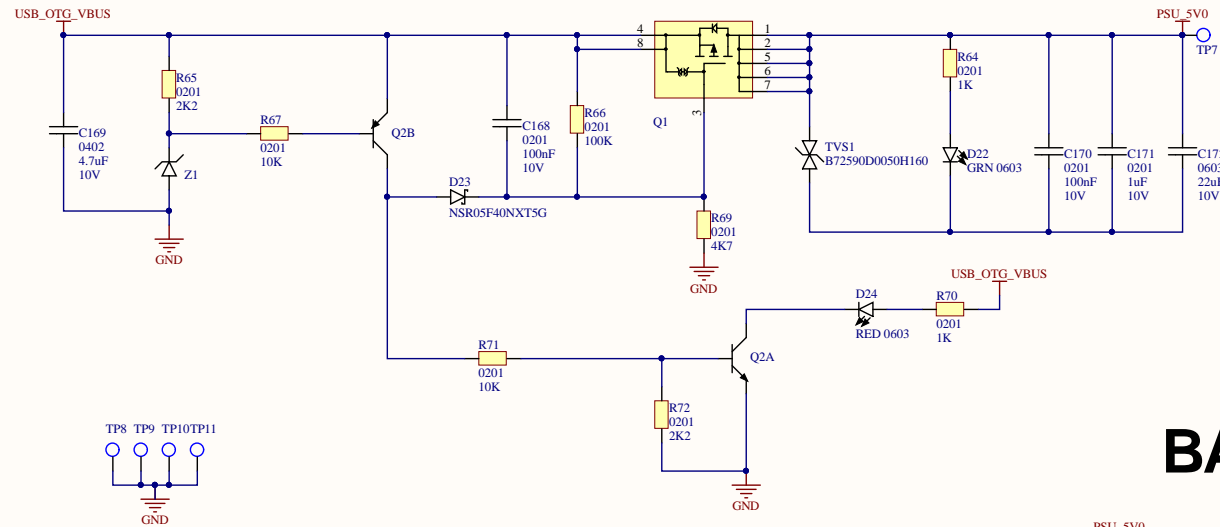 USB_OTG_VBUS
PSU_5V0
TP7
4
8
1
2
5
6
7
3
Q1
R65
0201
2K2
C169
0402
4.7uF
10V
R67
0201
10K
Z1
GND
Q2B
C168
0201
100nF
10V
R66
0201
100K
D23
NSR05F40NXT5G
R69
0201
4K7
GND
TVS1
B72590D0050H160
R64
0201
1K
D22
GRN 0603
C170
0201
100nF
10V
C171
0201
1uF
10V
10V
USB_OTG_VBUS
D24
RED 0603
R70
0201
1K
R71
0201
10K
Q2A
R72
0201
2K2
GND
TP8 TP9 TP10 TP11
GND
BA
PSU_5V0